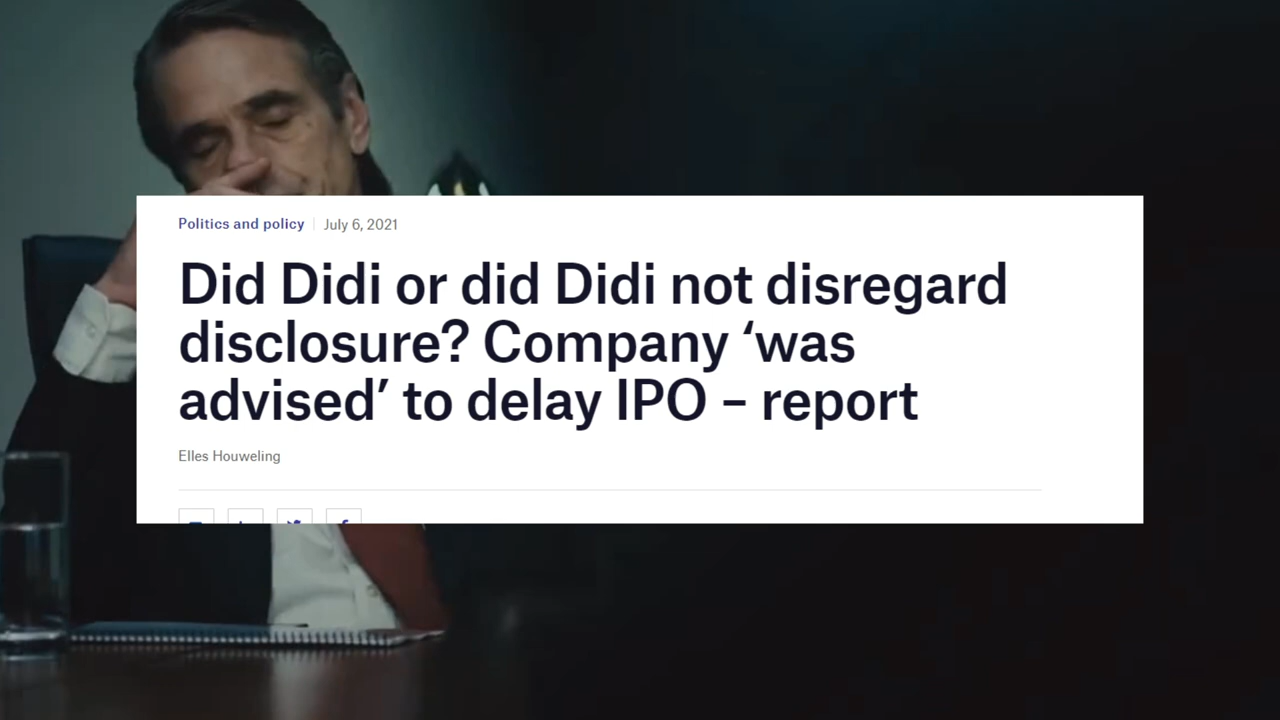 Politics and policy | July 6, 2021
Did Didi or did Didi not disregard
disclosure? Company ‘was
advised’ to delay IPO – report
Elles Houweling